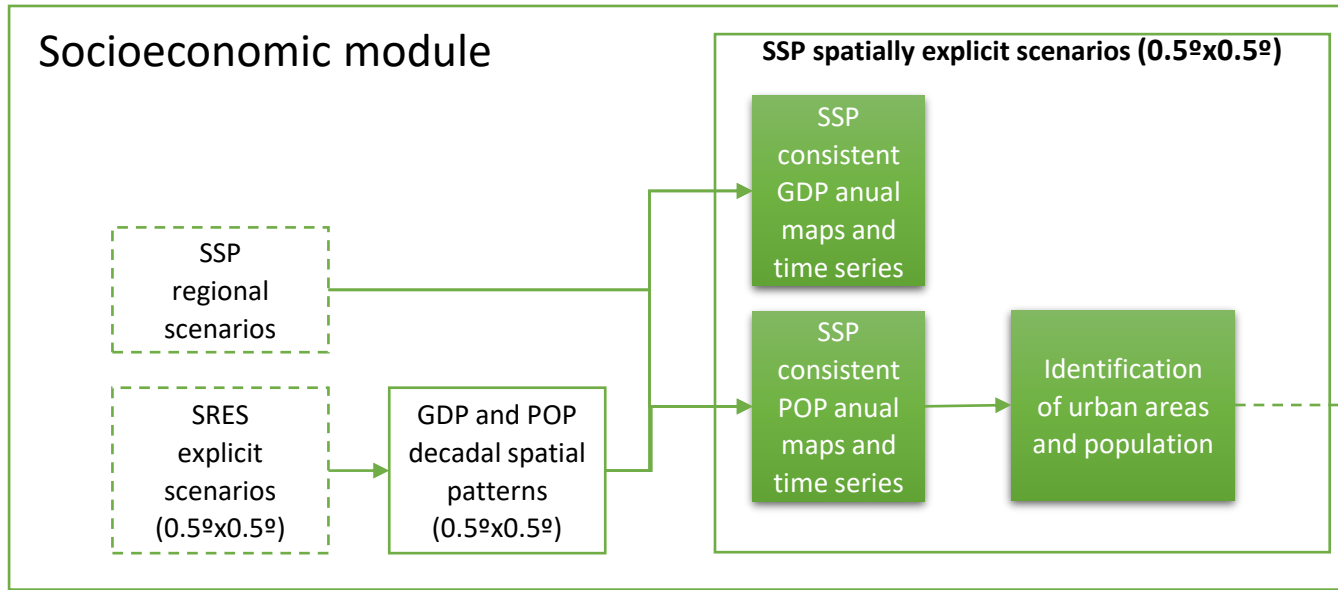 Socioeconomic module
SSP spatially explicit scenarios (0.5ºx0.5º)
SSP
consistent
GDP anual
maps and
time series
SSP
regional
scenarios
SRES
explicit
scenarios
(0.5ºx0.5º)
GDP and POP
decadal spatial
patterns
(0.5ºx0.5º)
SSP
consistent
POP anual
maps and
time series
Identification
of urban areas
and population